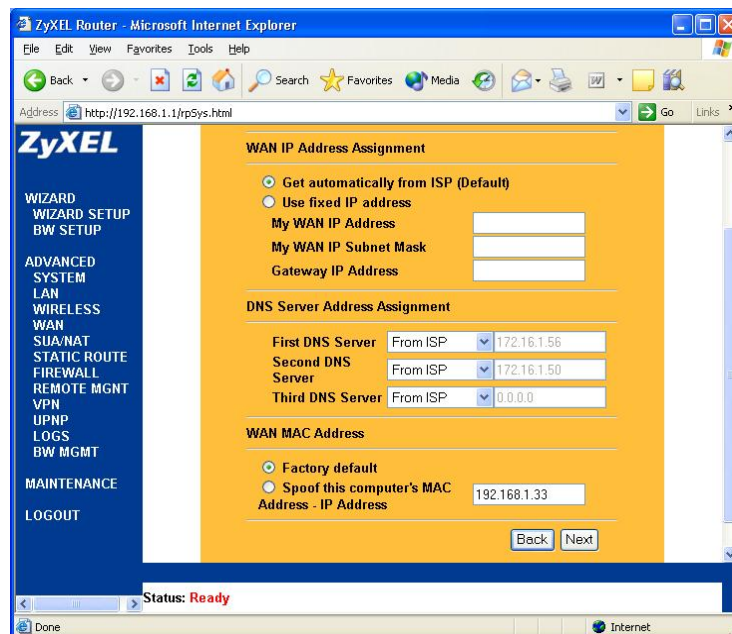 ZyXEL Router - Microsoft Internet Explorer
File Edit View Favorites Tools Help
Back Search Favorites Media
Address http://192.168.1.1/rpSys.html Go Links
ZyXEL
WIZARD
WIZARD SETUP
BW SETUP
ADVANCED
SYSTEM
LAN
WIRELESS
WAN
SUA/NAT
STATIC ROUTE
FIREWALL
REMOTE MGNT
VPN
UPNP
LOGS
BW MGMT
MAINTENANCE
LOGOUT
WAN IP Address Assignment
Get automatically from ISP (Default)
Use fixed IP address
My WAN IP Address
My WAN IP Subnet Mask
Gateway IP Address
DNS Server Address Assignment
First DNS Server From ISP 172.16.1.56
Second DNS
Server From ISP 172.16.1.50
Third DNS Server From ISP 0.0.0.0
WAN MAC Address
Factory default
Spoof this computer's MAC
Address - IP Address 192.168.1.33
Back Next
Status: Ready
Done Internet